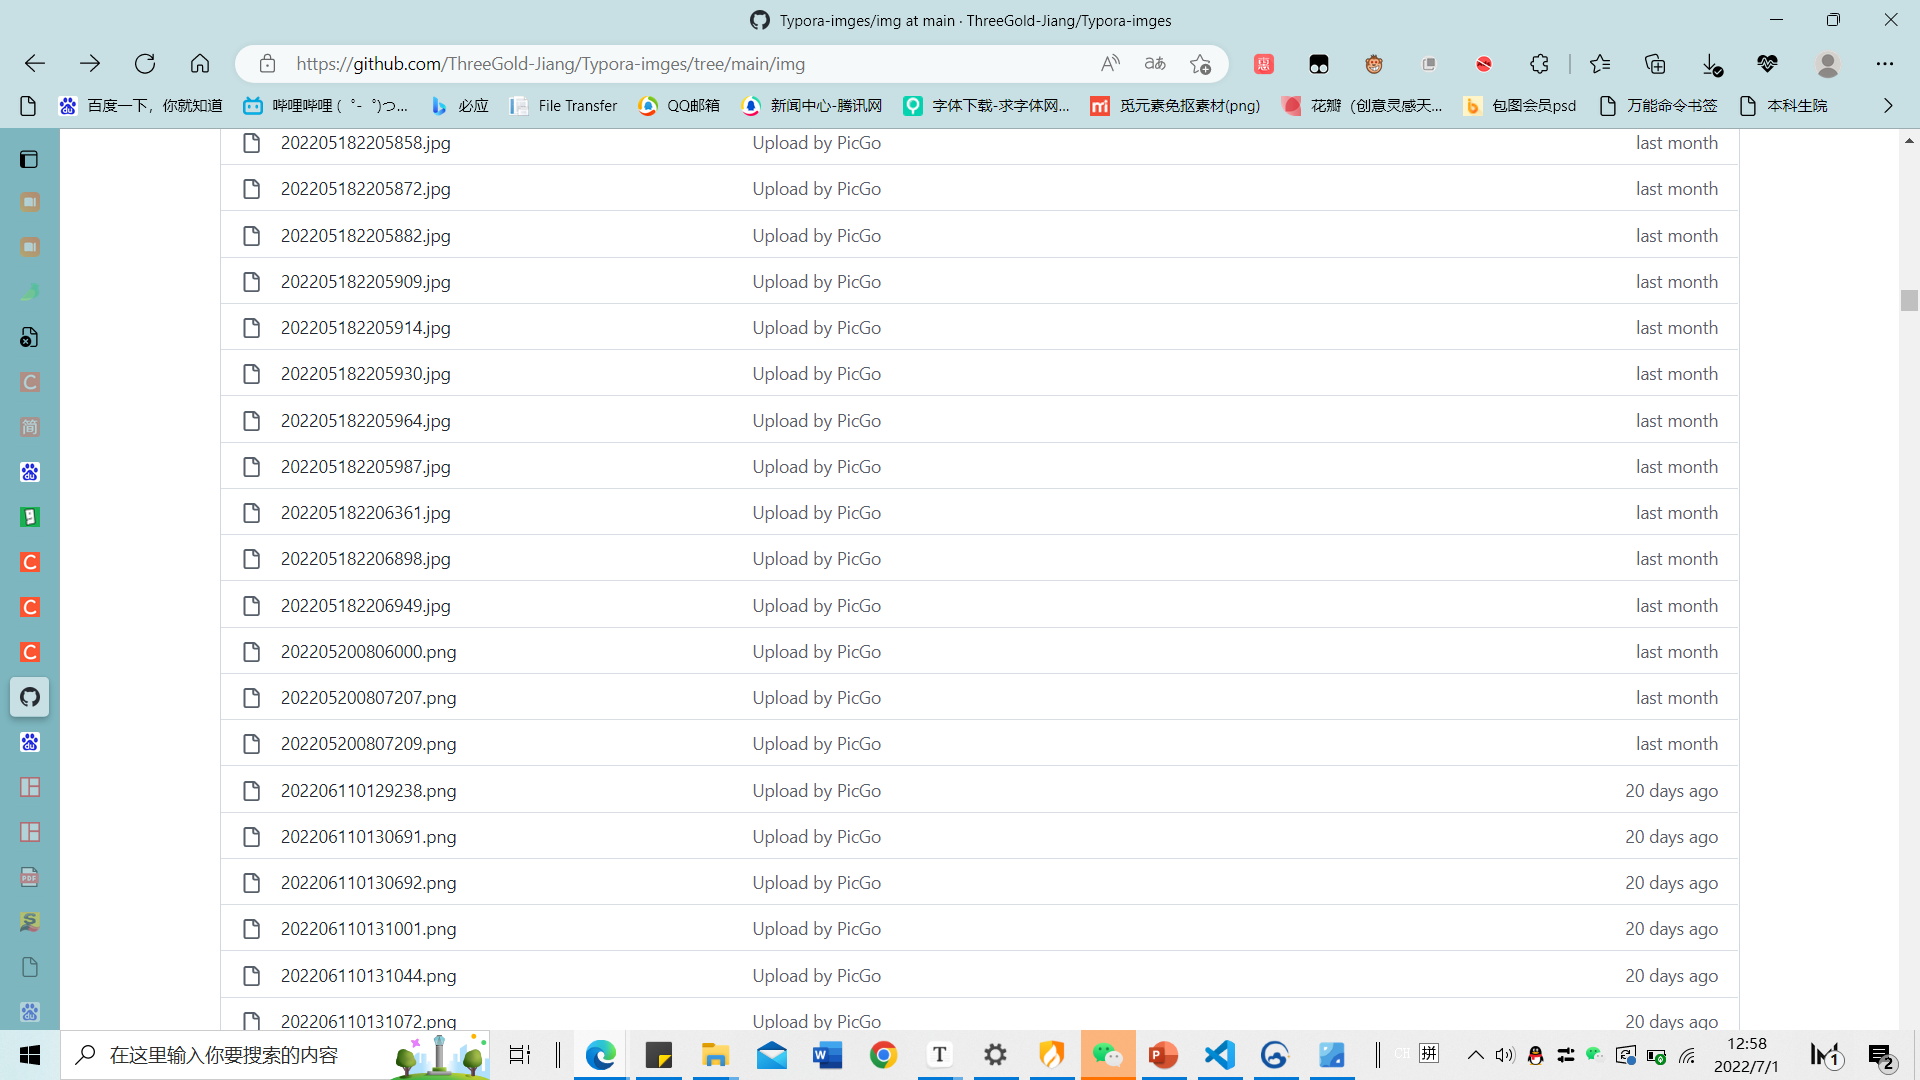 Typora-imges/img at main · ThreeGold-Jiang/Typora-imges
https://github.com/ThreeGold-Jiang/Typora-imges/tree/main/img
百度一下，你就知道 哔哩哔哩 (゜-゜)つ... 必应 File Transfer QQ邮箱 新闻中心-腾讯网 字体下载-求字体网... 觅元素免抠素材(png) 花瓣（创意灵感天... 包图会员psd 万能命令书签 本科生院
202205182205858.jpg Upload by PicGo last month
202205182205872.jpg Upload by PicGo last month
202205182205882.jpg Upload by PicGo last month
202205182205909.jpg Upload by PicGo last month
202205182205914.jpg Upload by PicGo last month
202205182205930.jpg Upload by PicGo last month
202205182205964.jpg Upload by PicGo last month
202205182205987.jpg Upload by PicGo last month
202205182206361.jpg Upload by PicGo last month
202205182206898.jpg Upload by PicGo last month
202205182206949.jpg Upload by PicGo last month
202205200806000.png Upload by PicGo last month
202205200807207.png Upload by PicGo last month
202205200807209.png Upload by PicGo last month
202206110129238.png Upload by PicGo 20 days ago
202206110130691.png Upload by PicGo 20 days ago
202206110130692.png Upload by PicGo 20 days ago
202206110131001.png Upload by PicGo 20 days ago
202206110131044.png Upload by PicGo 20 days ago
202206110131072.png Upload by PicGo 20 days ago
在这里输入你要搜索的内容
拼
12:58
2022/7/1
1
2